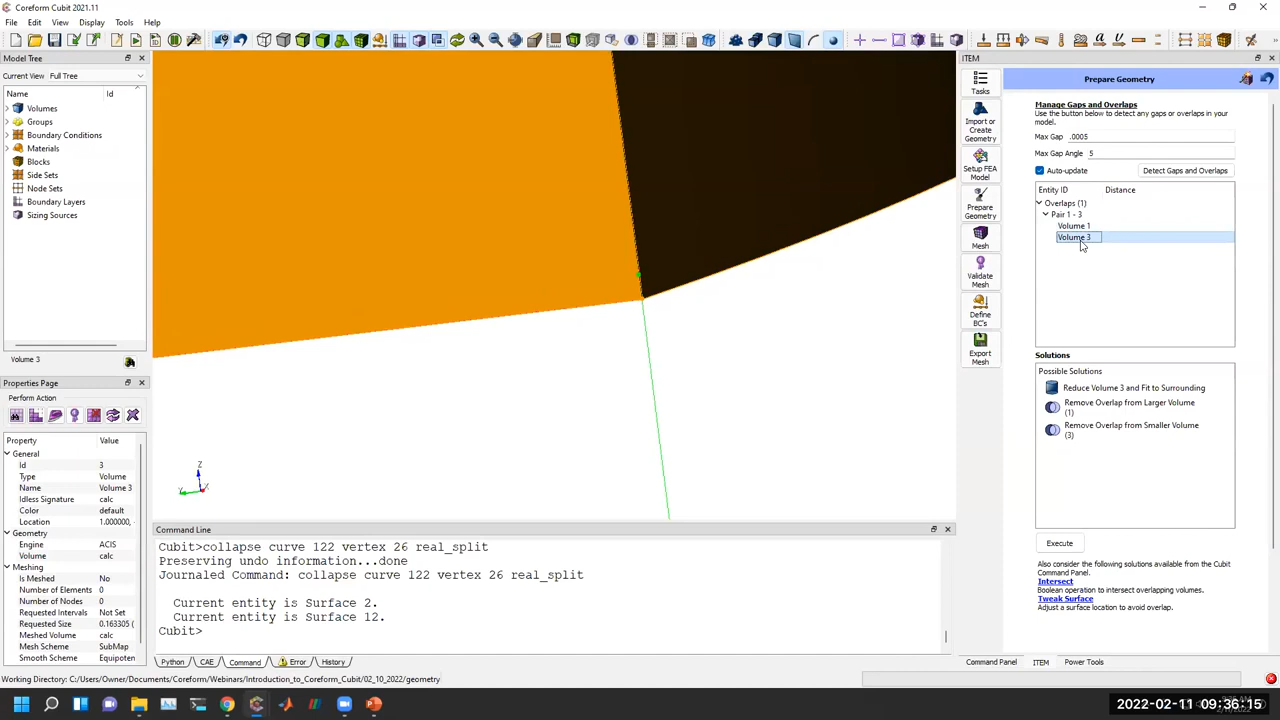 Coreform Cubit 2021.11
File Edit View Display Tools Help
Model Tree
Current View Full Tree
Name Id
Volumes
Groups
Boundary Conditions
Materials
Blocks
Side Sets
Node Sets
Boundary Layers
Sizing Sources
Volume 3
Properties Page
Perform Action
Property Value
General
Id 3
Type Volume
Name Volume 3
Idless Signature calc
Color default
Location 1.000000,
Geometry
Engine ACIS
Volume calc
Meshing
Is Meshed No
Number of Elements 0
Number of Nodes 0
Requested Intervals Not Set
Requested Size 0.163305 (
Meshed Volume calc
Mesh Scheme SubMap
Smooth Scheme Equipoten
Z
Y
X
Command Line
Cubit>collapse curve 122 vertex 26 real_split
Preserving undo information...done
Journaled Command: collapse curve 122 vertex 26 real_split
Current entity is Surface 2.
Current entity is Surface 12.
Cubit>
Python CAE Command Error History
Working Directory: C:/Users/Owner/Documents/Coreform/Webinars/Introduction_to_Coreform_Cubit/02_10_2022/geometry
ITEM
Tasks
Import or Create Geometry
Setup FEA Model
Prepare Geometry
Mesh
Validate Mesh
Define BC's
Export Mesh
Prepare Geometry
Manage Gaps and Overlaps
Use the button below to detect any gaps or overlaps in your
model.
Max Gap .0005
Max Gap Angle 5
Auto-update Detect Gaps and Overlaps
Entity ID Distance
Overlaps (1)
Pair 1 - 3
Volume 1
Volume 3
Solutions
Possible Solutions
Reduce Volume 3 and Fit to Surrounding
Remove Overlap from Larger Volume
(1)
Remove Overlap from Smaller Volume
(3)
Execute
Also consider the following solutions available from the Cubit
Command Panel.
Intersect
Boolean operation to intersect overlapping volumes.
Tweak Surface
Adjust a surface location to avoid overlap.
Command Panel ITEM Power Tools
2022-02-11 09:36:15